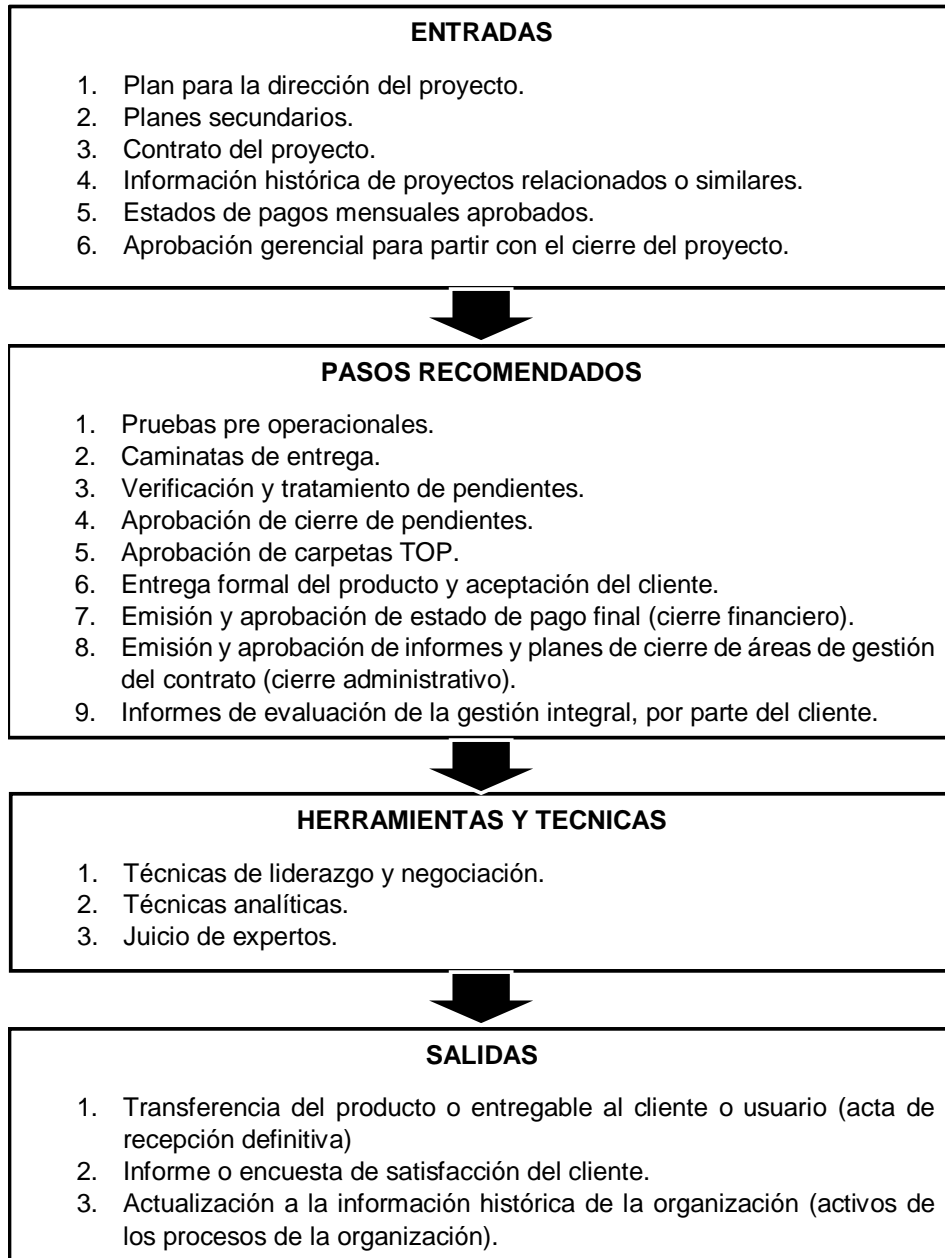 ENTRADAS
1. Plan para la dirección del proyecto.
2. Planes secundarios.
3. Contrato del proyecto.
4. Información histórica de proyectos relacionados o similares.
5. Estados de pagos mensuales aprobados.
6. Aprobación gerencial para partir con el cierre del proyecto.
PASOS RECOMENDADOS
1. Pruebas pre operacionales.
2. Caminatas de entrega.
3. Verificación y tratamiento de pendientes.
4. Aprobación de cierre de pendientes.
5. Aprobación de carpetas TOP.
6. Entrega formal del producto y aceptación del cliente.
7. Emisión y aprobación de estado de pago final (cierre financiero).
8. Emisión y aprobación de informes y planes de cierre de áreas de gestión
del contrato (cierre administrativo).
9. Informes de evaluación de la gestión integral, por parte del cliente.
HERRAMIENTAS Y TECNICAS
1. Técnicas de liderazgo y negociación.
2. Técnicas analíticas.
3. Juicio de expertos.
SALIDAS
1. Transferencia del producto o entregable al cliente o usuario (acta de
recepción definitiva)
2. Informe o encuesta de satisfacción del cliente.
3. Actualización a la información histórica de la organización (activos de
los procesos de la organización).